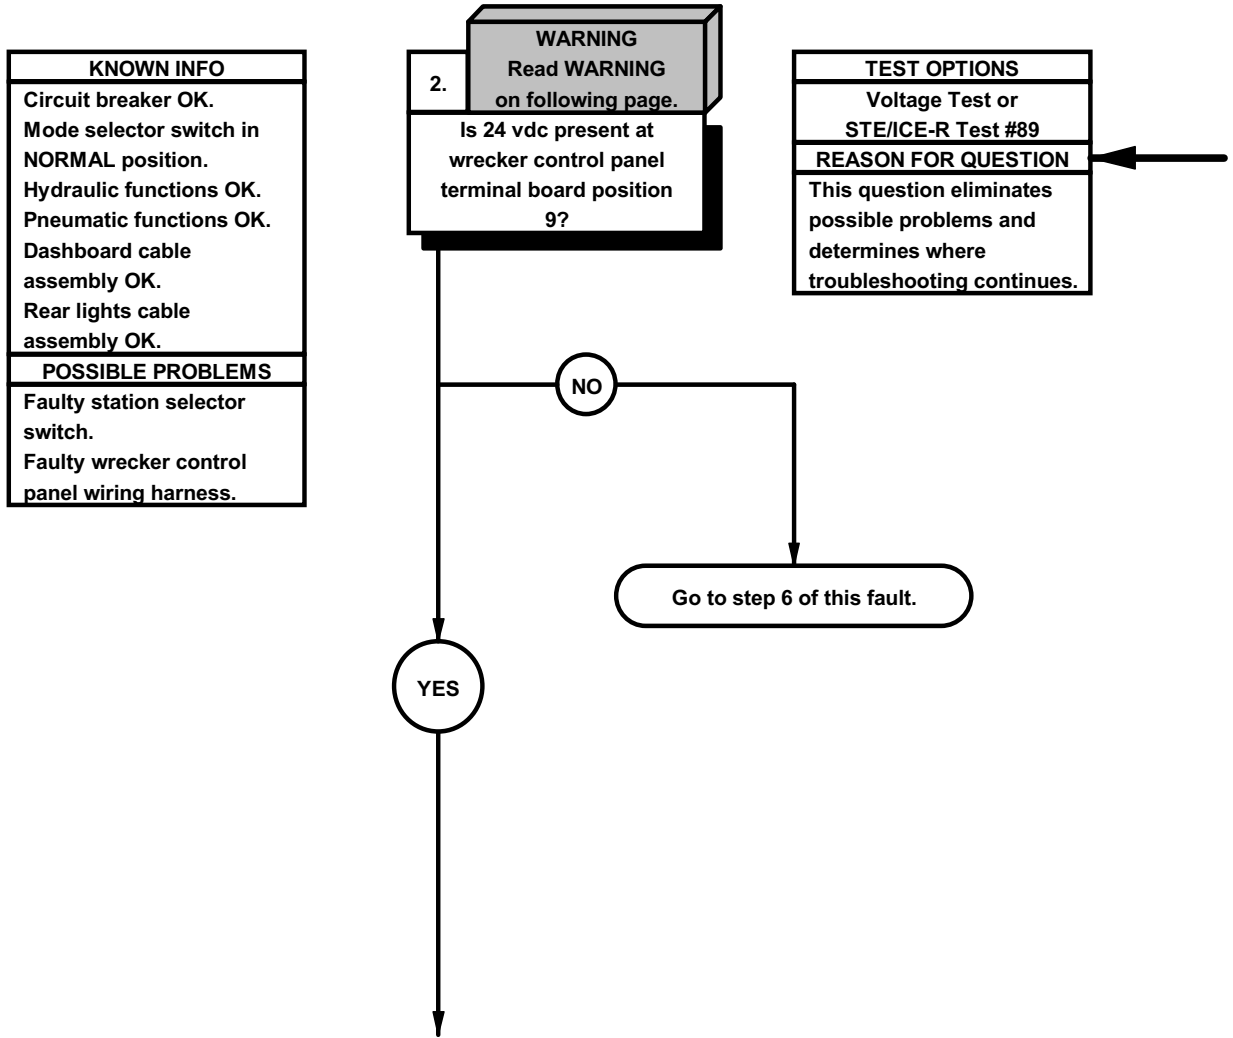 KNOWN INFO
Circuit breaker OK.
Mode selector switch in
NORMAL position.
Hydraulic functions OK.
Pneumatic functions OK.
Dashboard cable
assembly OK.
Rear lights cable
assembly OK.
POSSIBLE PROBLEMS
Faulty station selector
switch.
Faulty wrecker control
panel wiring harness.
WARNING
Read WARNING
on following page.
2.
Is 24 vdc present at
wrecker control panel
terminal board position
9?
TEST OPTIONS
Voltage Test or
STE/ICE-R Test #89
REASON FOR QUESTION
This question eliminates
possible problems and
determines where
troubleshooting continues.
NO
Go to step 6 of this fault.
YES